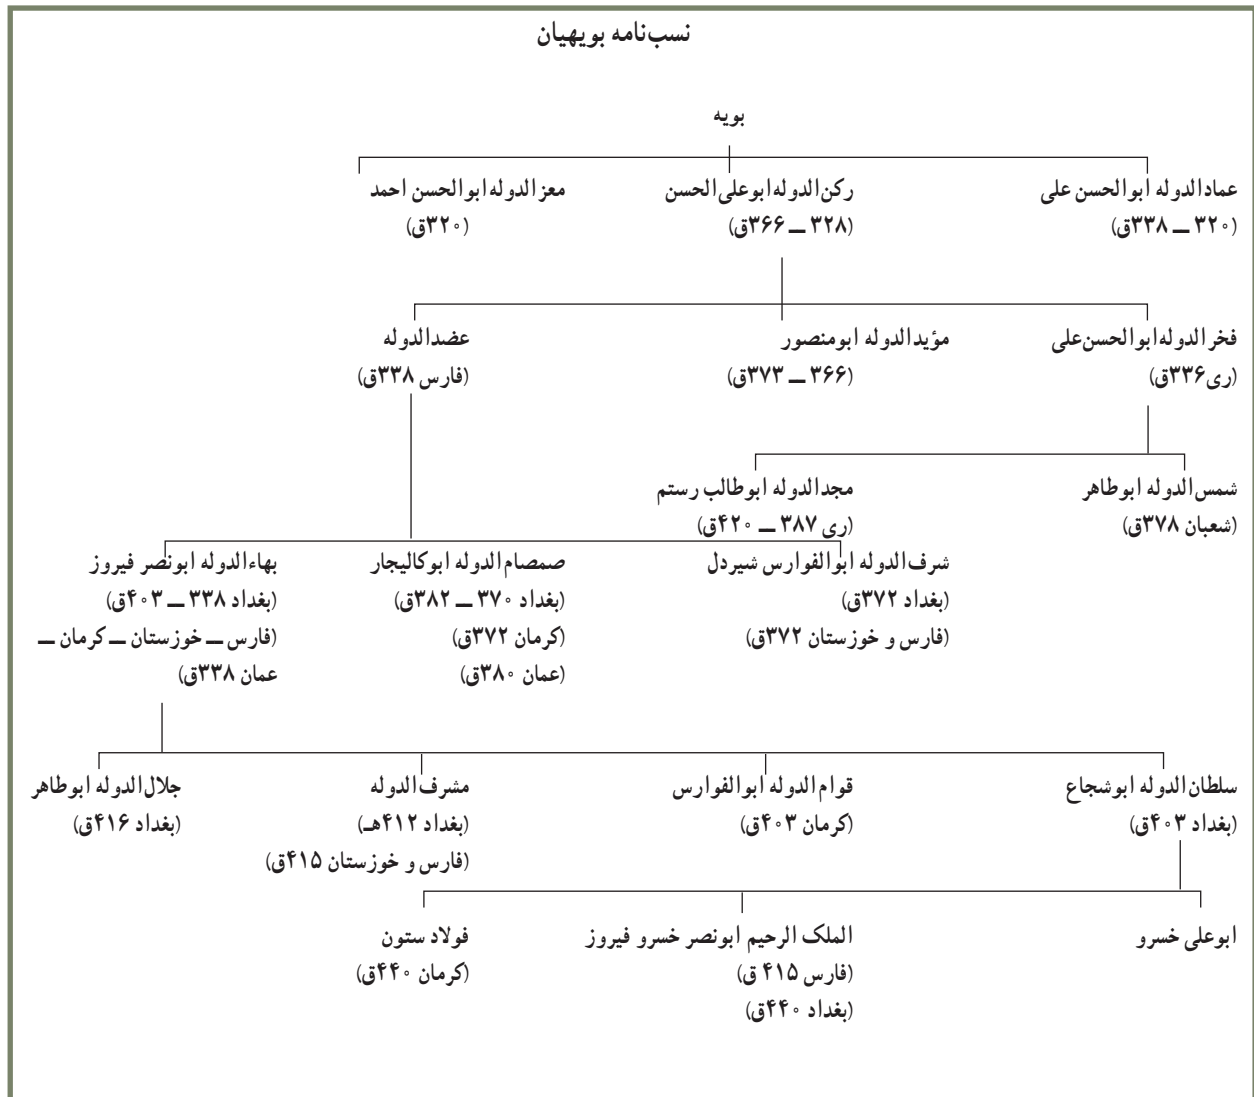 نسب‌نامه بویهیان
بویه
عمادالدوله ابوالحسن علی
(۳۲۰ ــ ۳۳۸ق)
رکن‌الدوله ابوعلی‌الحسن
(۳۲۸ ــ ۳۶۶ق)
معزالدوله ابوالحسن احمد
(۳۲۰ق)
فخرالدوله ابوالحسن‌علی
(ری ۳۳۶ق)
مؤیدالدوله ابومنصور
(۳۶۶ ــ ۳۷۳ق)
عضدالدوله
(فارس ۳۳۸ق)
شمس‌الدوله ابوطاهر
(شعبان ۳۷۸ق)
مجدالدوله ابوطالب رستم
(ری ۳۸۷ ــ ۴۲۰ق)
شرف‌الدوله ابوالفوارس شیردل
(بغداد ۳۷۲ق)
(فارس و خوزستان ۳۷۲ق)
صمصام‌الدوله ابوکالیجار
(بغداد ۳۷۰ ــ ۳۸۲ق)
(کرمان ۳۷۲ق)
(عمان ۳۸۰ق)
بهاءالدوله ابونصر فیروز
(بغداد ۳۳۸ ــ ۴۰۳ق)
(فارس ــ خوزستان ــ کرمان ــ
عمان ۳۳۸ق)
سلطان‌الدوله ابوشجاع
(بغداد ۴۰۳ق)
قوام‌الدوله ابوالفوارس
(کرمان ۴۰۳ق)
مشرف‌الدوله
(بغداد ۴۱۲هـ)
(فارس و خوزستان ۴۱۵ق)
جلال‌الدوله ابوطاهر
(بغداد ۴۱۶ق)
ابوعلی خسرو
الملک الرحیم ابونصر خسرو فیروز
(فارس ۴۱۵ ق)
(بغداد ۴۴۰ق)
فولاد ستون
(کرمان ۴۴۰ق)